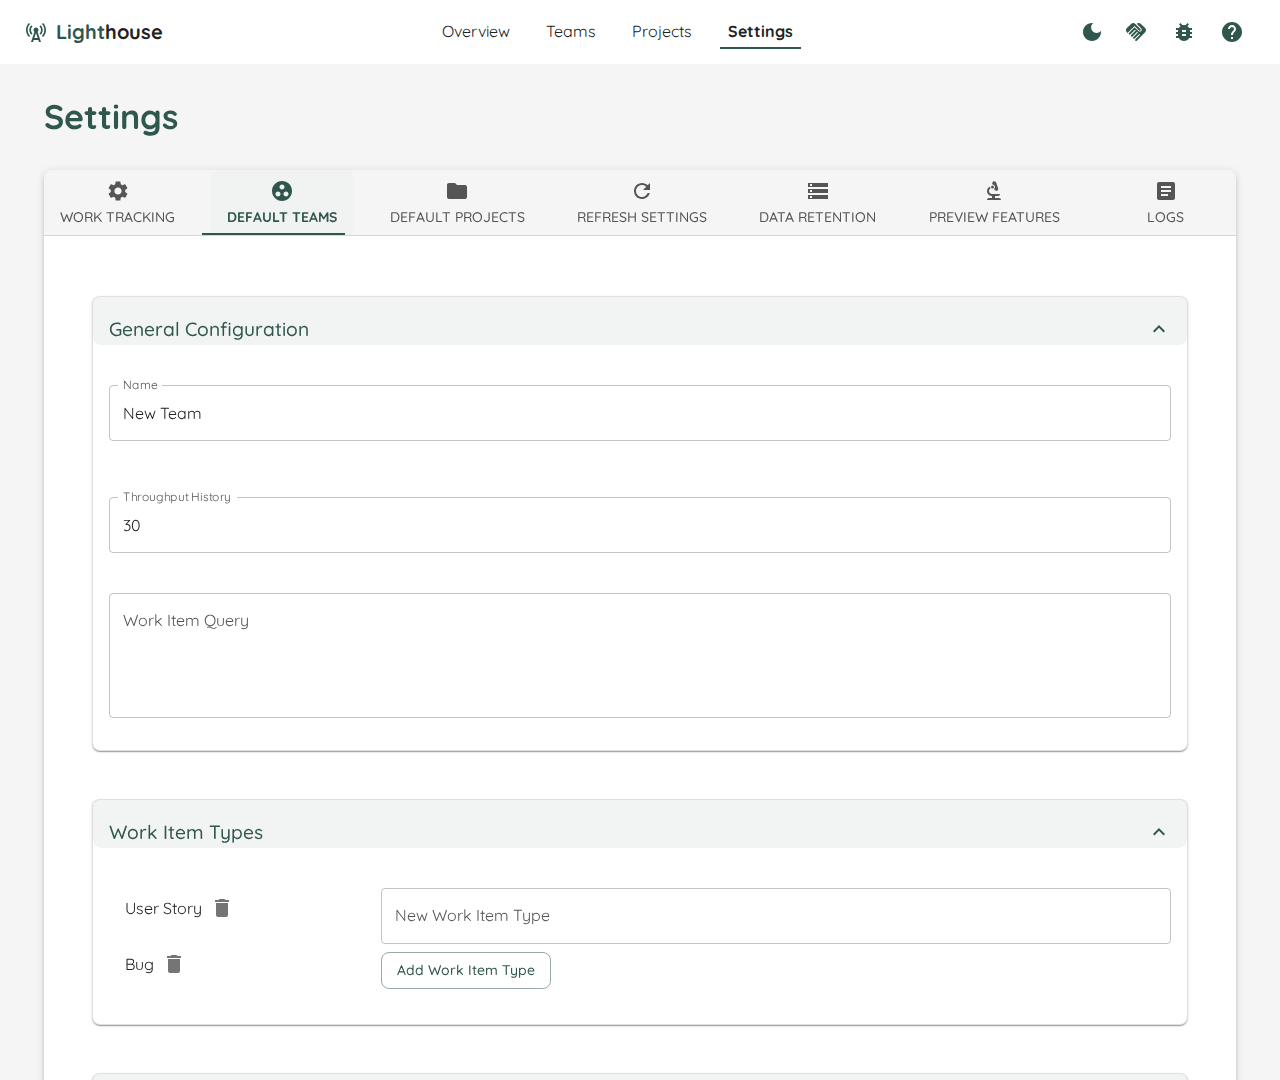 Lighthouse
Overview
Teams
Projects
Settings
Settings
WORK TRACKING
DEFAULT TEAMS
DEFAULT PROJECTS
REFRESH SETTINGS
DATA RETENTION
PREVIEW FEATURES
LOGS
General Configuration
Name
New Team
Throughput History
30
Work Item Query
Work Item Types
User Story
New Work Item Type
Bug
Add Work Item Type